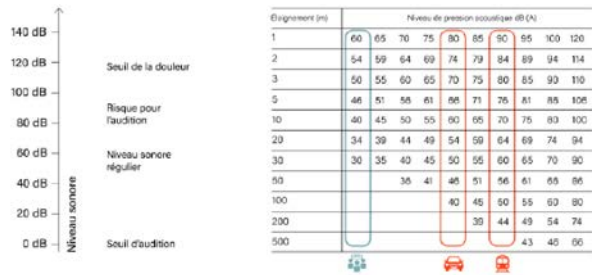 140 dB
120 dB Seuil de la douleur
100 dB
Risque pour
80 dB l'audition
60 dB Niveau sonore
régulier
40 dB
20 dB
0 dB Seuil d'audition
Niveau sonore
Éloignement (m) Niveau de pression acoustique dB (A)
1 60 65 70 75 80 85 90 95 100 120
2 54 59 64 69 74 79 84 89 94 114
3 50 55 60 65 70 75 80 85 90 110
5 46 51 56 61 66 71 76 81 86 106
10 40 45 50 55 60 65 70 75 80 100
20 34 39 44 49 54 59 64 69 74 94
30 30 35 40 45 50 55 60 65 70 90
50 36 41 46 51 56 61 66 86
100 40 45 50 55 60 80
200 39 44 49 54 74
500 43 46 66